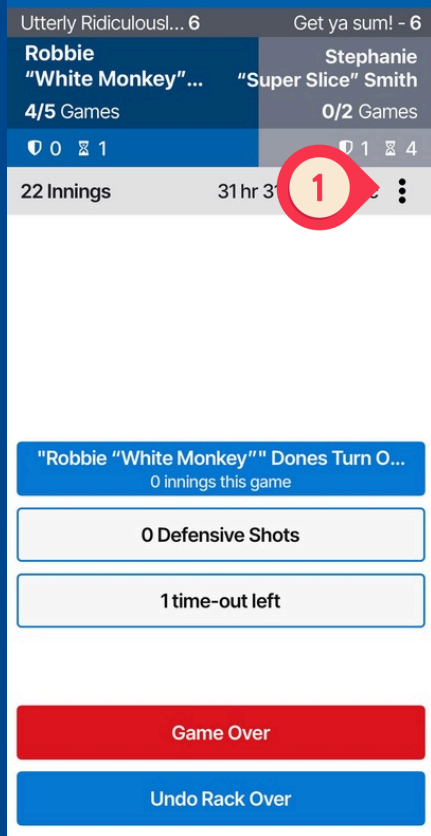 Utterly Ridiculousl... 6
Get ya sum! - 6
Robbie
“White Monkey”...
4/5 Games
0 1
Stephanie
“Super Slice” Smith
0/2 Games
1 4
22 Innings
31 hr 3
1
"Robbie “White Monkey”" Dones Turn O...
0 innings this game
0 Defensive Shots
1 time-out left
Game Over
Undo Rack Over